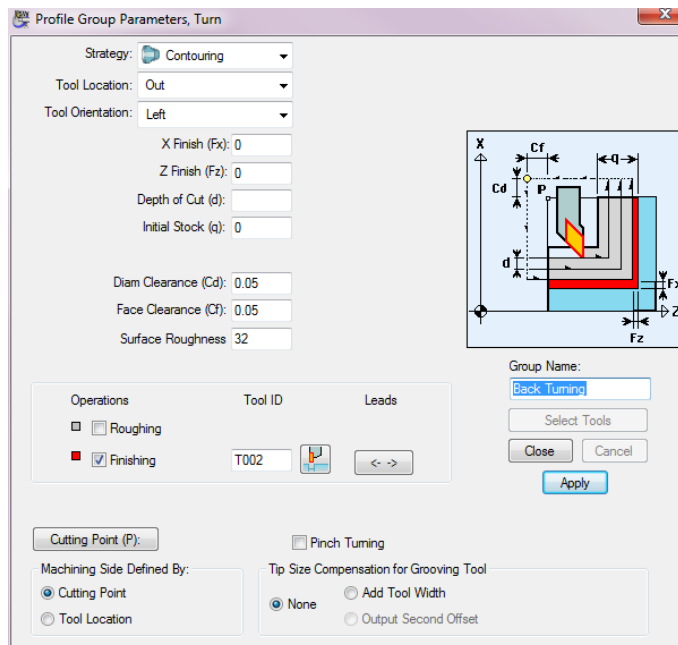 Profile Group Parameters, Turn
Strategy: Contouring
Tool Location: Out
Tool Orientation: Left
X Finish (Fx): 0
Z Finish (Fz): 0
Depth of Cut (d):
Initial Stock (q): 0
Diam Clearance (Cd): 0.05
Face Clearance (Cf): 0.05
Surface Roughness 32
X Cf q
Cd P
d
Fx
Z
Fz
Group Name:
Back Turning
Select Tools
Close Cancel
Apply
Operations Tool ID Leads
Roughing
Finishing T002 <- ->
Cutting Point (P): Pinch Turning
Machining Side Defined By:
Cutting Point
Tool Location
Tip Size Compensation for Grooving Tool
None Add Tool Width
Output Second Offset